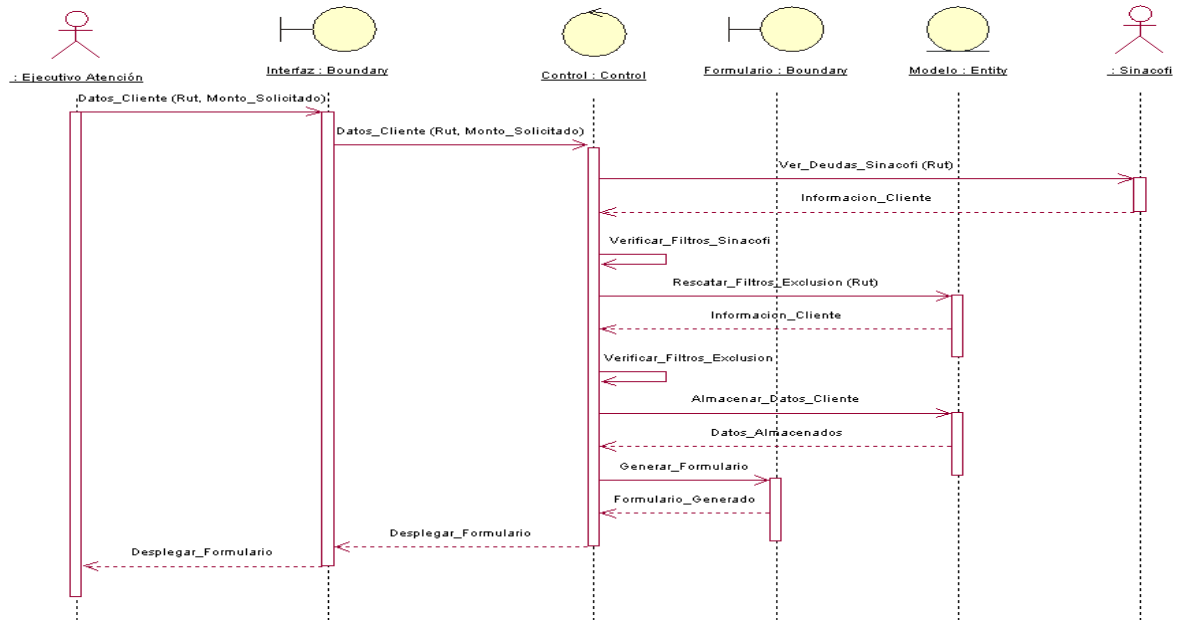 : Ejecutivo Atención
Interfaz : Boundary
Control : Control
Formulario : Boundary
Modelo : Entity
: Sinacofi
Datos_Cliente (Rut, Monto_Solicitado)
Datos_Cliente (Rut, Monto_Solicitado)
Ver_Deudas_Sinacofi (Rut)
Informacion_Cliente
Verificar_Filtros_Sinacofi
Rescatar_Filtros_Exclusion (Rut)
Informacion_Cliente
Verificar_Filtros_Exclusion
Almacenar_Datos_Cliente
Datos_Almacenados
Generar_Formulario
Formulario_Generado
Desplegar_Formulario
Desplegar_Formulario